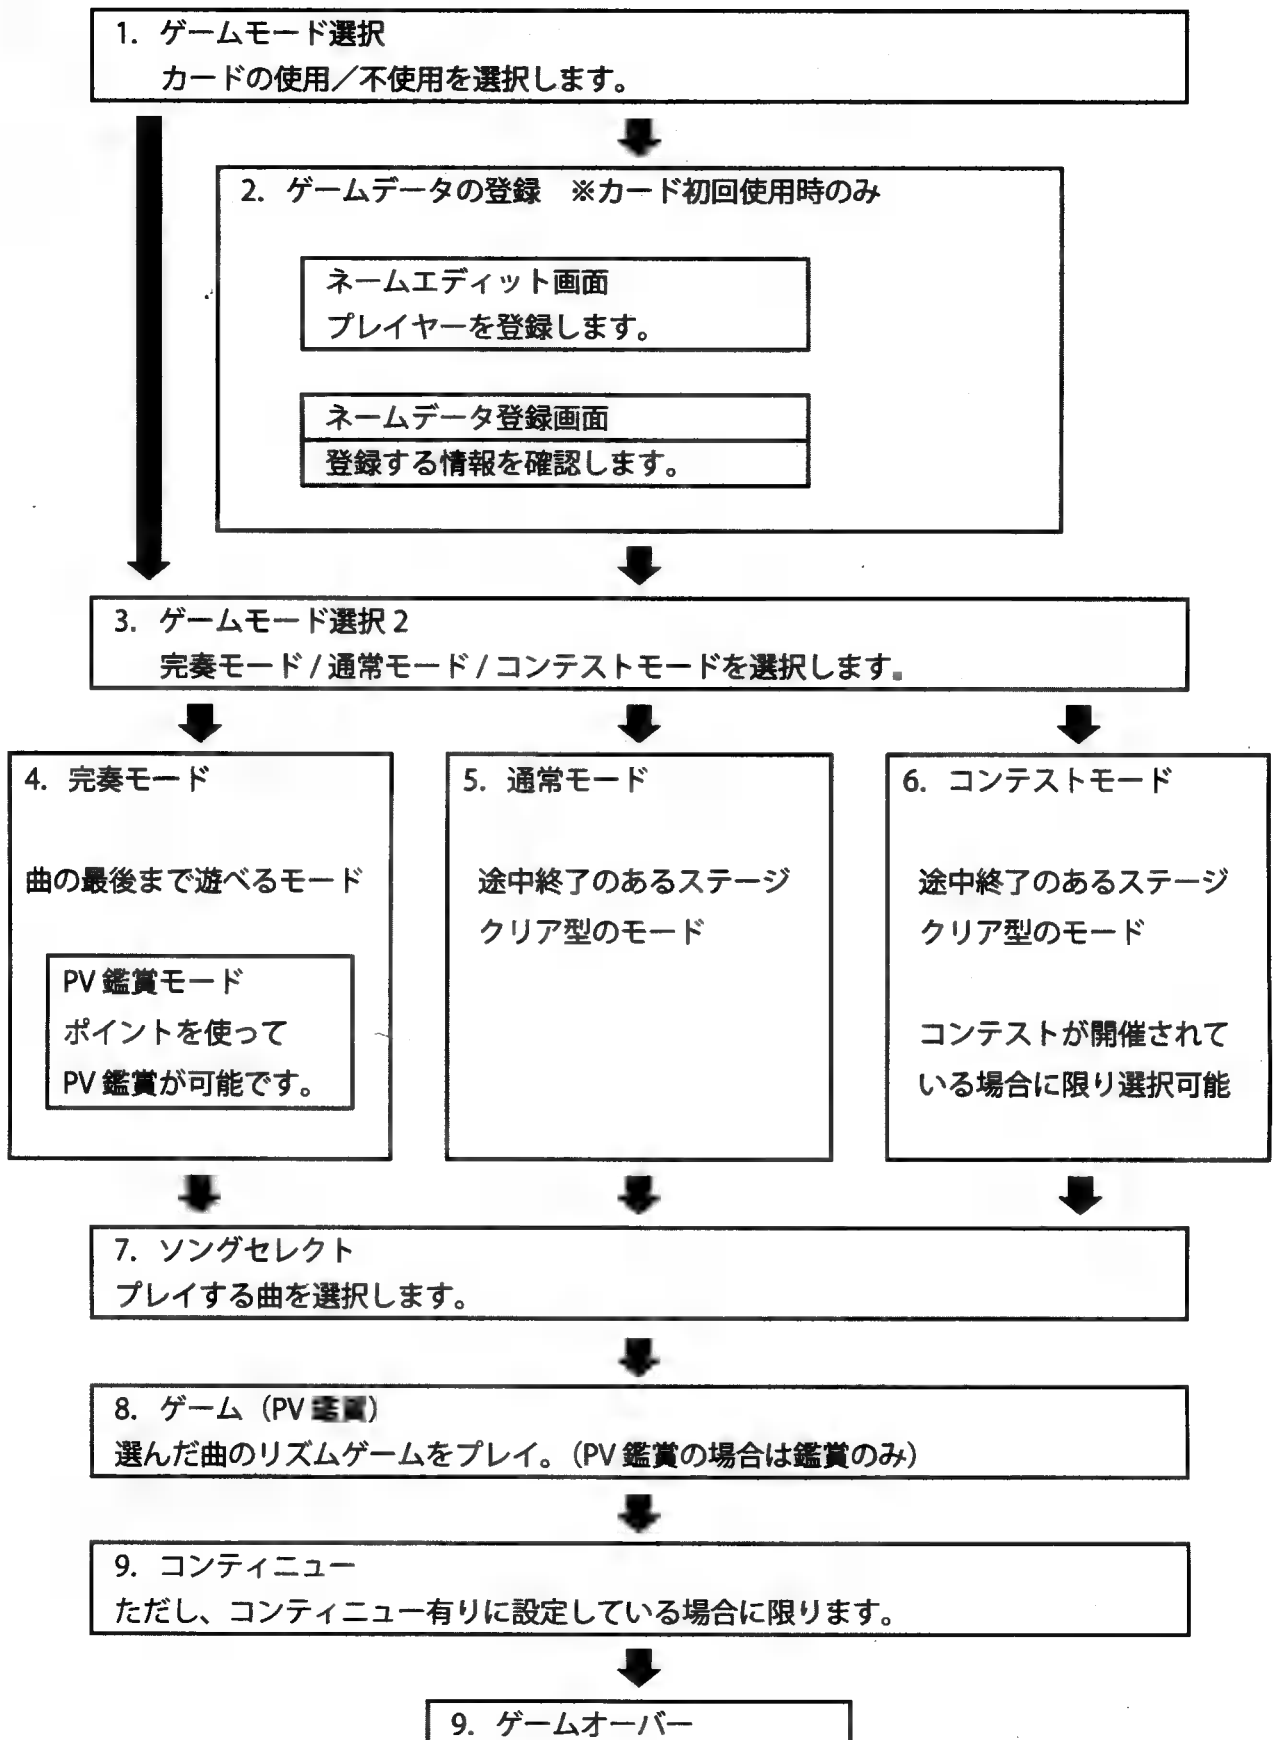 1. ゲームモード選択
カードの使用／不使用を選択します。
2. ゲームデータの登録　※カード初回使用時のみ
ネームエディット画面
プレイヤーを登録します。
ネームデータ登録画面
登録する情報を確認します。
3. ゲームモード選択 2
完奏モード / 通常モード / コンテストモードを選択します。
4. 完奏モード
曲の最後まで遊べるモード
PV 鑑賞モード
ポイントを使って
PV 鑑賞が可能です。
5. 通常モード
途中終了のあるステージ
クリア型のモード
6. コンテストモード
途中終了のあるステージ
クリア型のモード
コンテストが開催されて
いる場合に限り選択可能
7. ソングセレクト
プレイする曲を選択します。
8. ゲーム（PV 鑑賞）
選んだ曲のリズムゲームをプレイ。（PV 鑑賞の場合は鑑賞のみ）
9. コンティニュー
ただし、コンティニュー有りに設定している場合に限ります。
9. ゲームオーバー